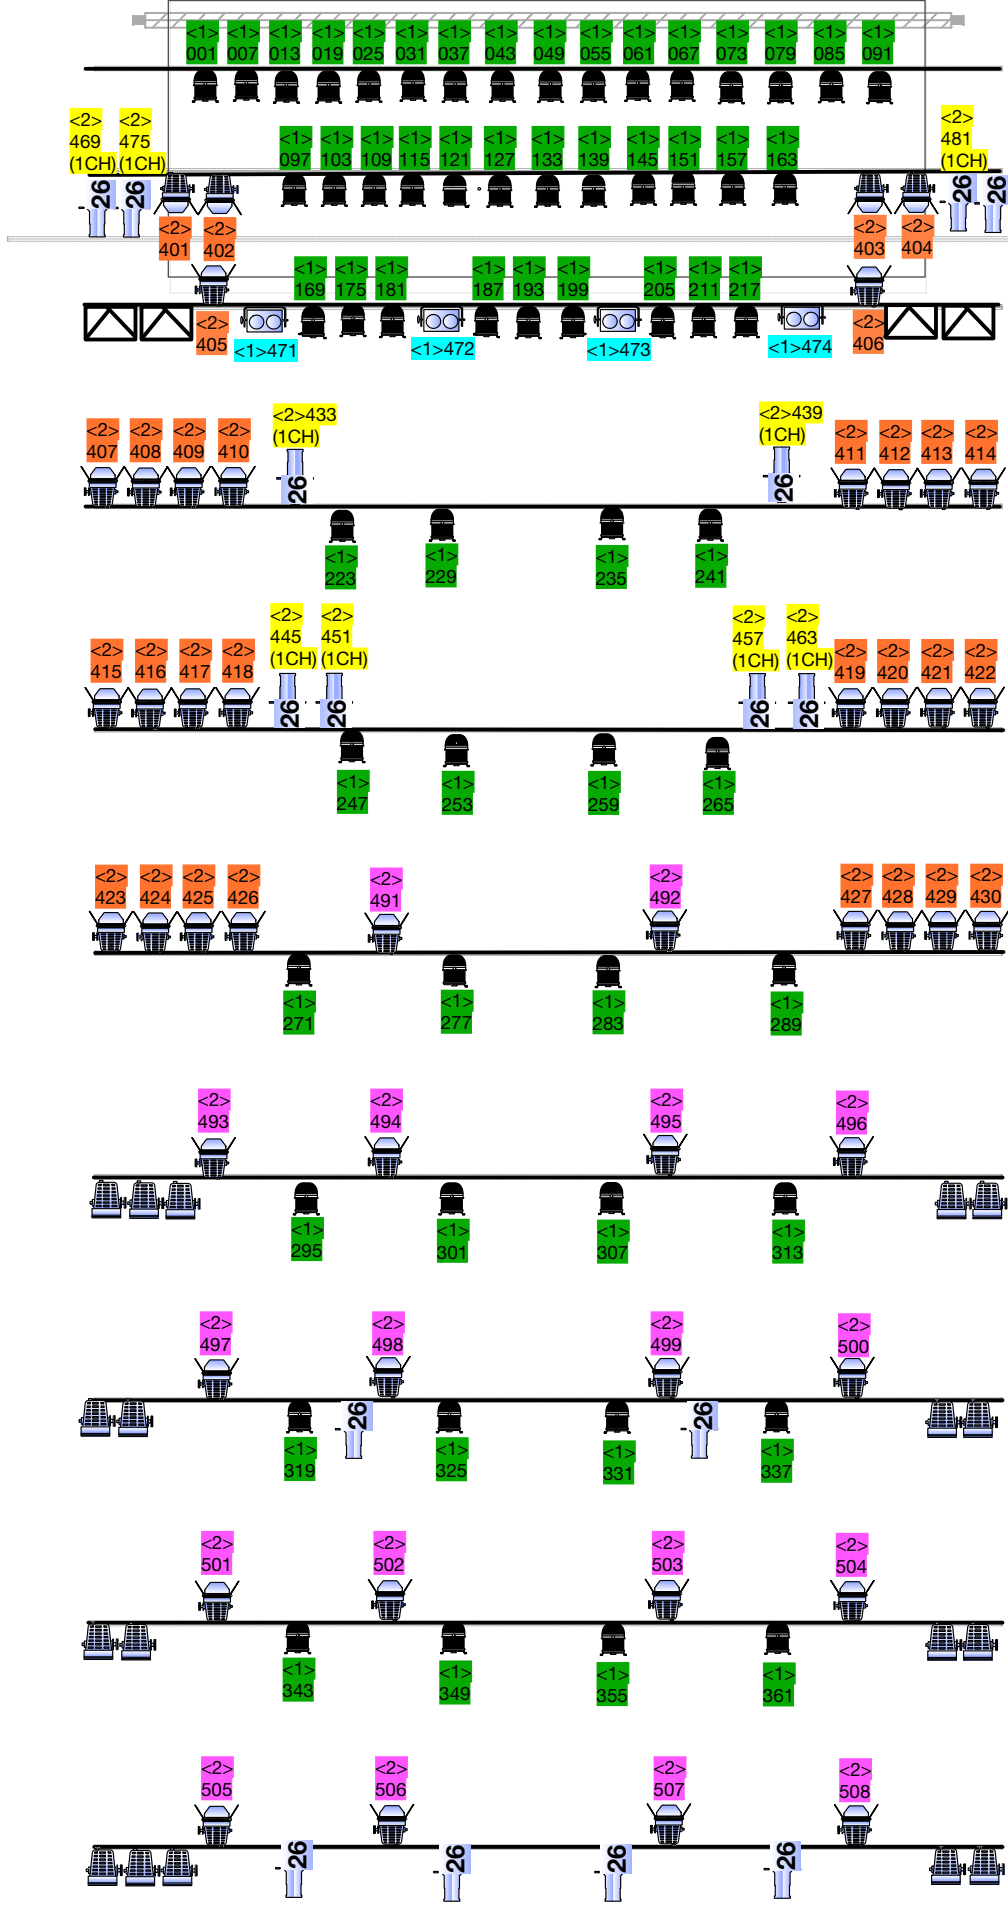 <1> <1> <1> <1> <1> <1> <1> <1> <1> <1> <1> <1> <1> <1> <1> <1>
001 007 013 019 025 031 037 043 049 055 061 067 073 079 085 091
<2> <2> <2>
469 475 481
(1CH) (1CH) (1CH)
<1> <1> <1> <1> <1> <1> <1> <1> <1> <1> <1> <1>
097 103 109 115 121 127 133 139 145 151 157 163
26 26 26 26
<2> <2> <2> <2>
401 402 403 404
<1> <1> <1> <1> <1> <1> <1> <1> <1>
169 175 181 187 193 199 205 211 217
<2> <2>
405 406
<1>471 <1>472 <1>473 <1>474
<2>433 <2>439
(1CH) (1CH)
<2> <2> <2> <2> <2> <2> <2> <2>
407 408 409 410 411 412 413 414
26 26
<1> <1> <1> <1>
223 229 235 241
<2> <2> <2> <2>
445 451 457 463
(1CH) (1CH) (1CH) (1CH)
<2> <2> <2> <2> <2> <2> <2> <2>
415 416 417 418 419 420 421 422
26 26 26 26
<1> <1> <1> <1>
247 253 259 265
<2> <2> <2> <2> <2> <2> <2> <2> <2> <2>
423 424 425 426 491 492 427 428 429 430
<1> <1> <1> <1>
271 277 283 289
<2> <2> <2> <2>
493 494 495 496
<1> <1> <1> <1>
295 301 307 313
<2> <2> <2> <2>
497 498 499 500
26 26
<1> <1> <1> <1>
319 325 331 337
<2> <2> <2> <2>
501 502 503 504
<1> <1> <1> <1>
343 349 355 361
<2> <2> <2> <2>
505 506 507 508
26 26 26 26